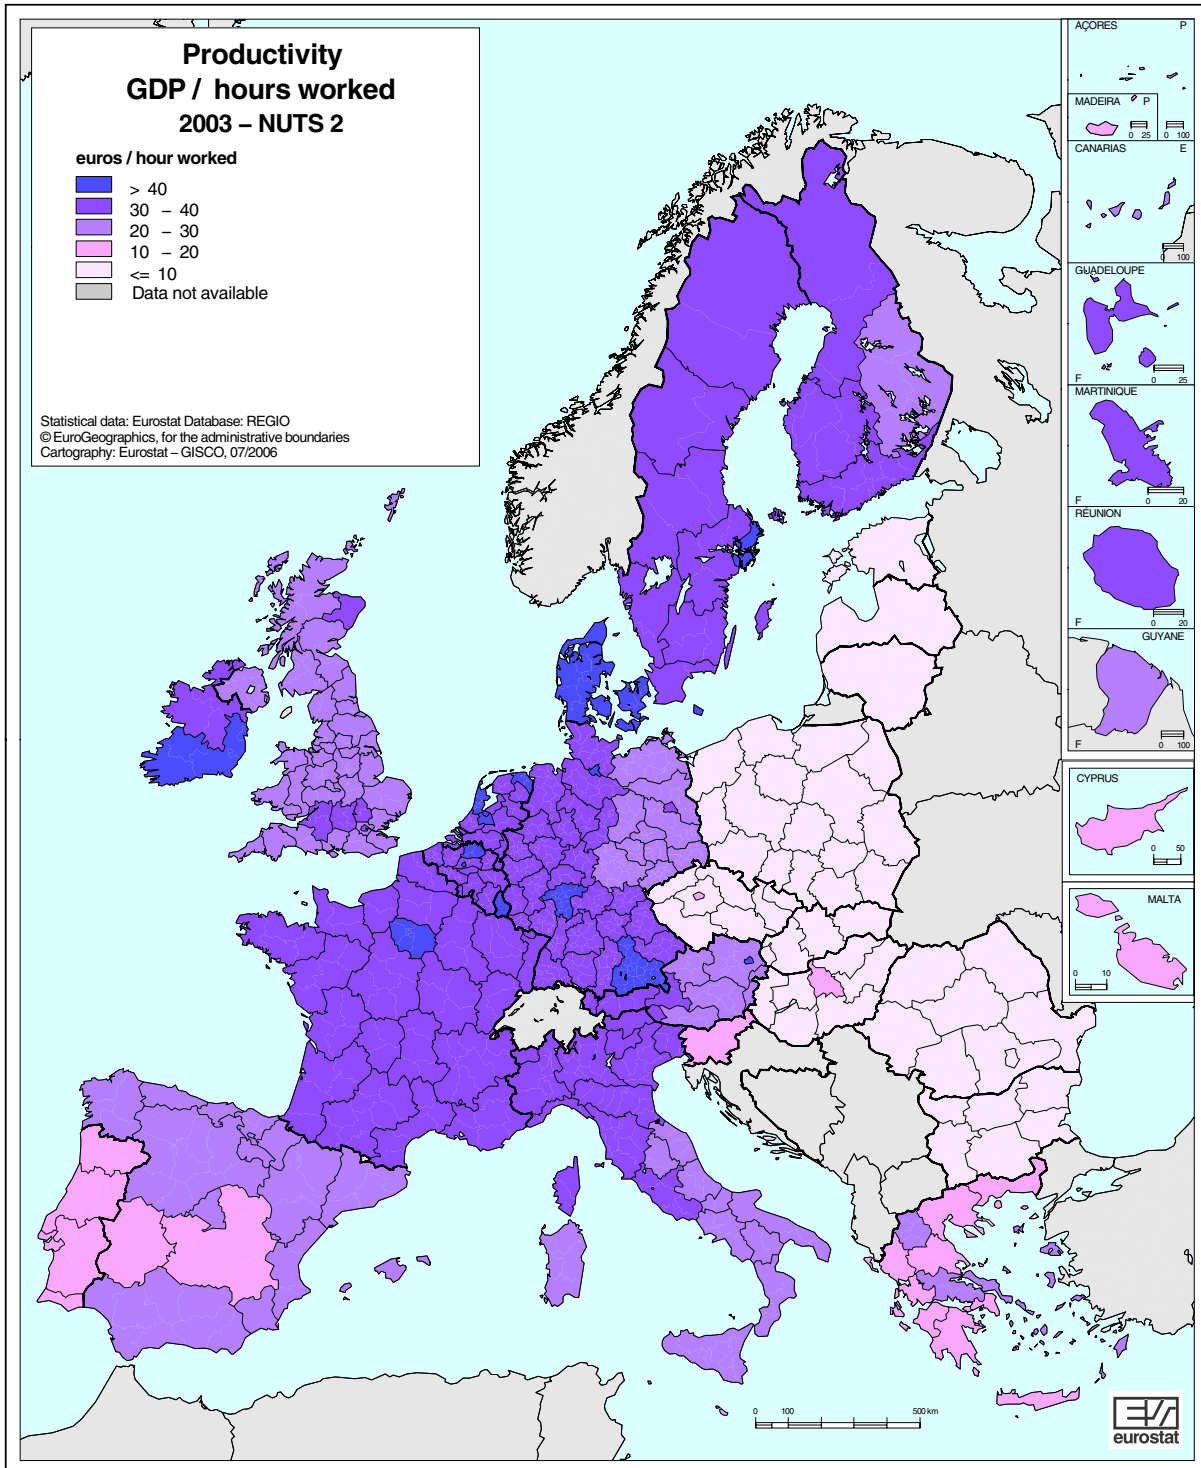 Productivity
GDP / hours worked
2003 – NUTS 2
euros / hour worked
> 40
30 – 40
20 – 30
10 – 20
<= 10
Data not available
Statistical data: Eurostat Database: REGIO
© EuroGeographics, for the administrative boundaries
Cartography: Eurostat – GISCO, 07/2006
AÇORES P
MADEIRA P
0 25
0 100
CANARIAS E
0 100
GUADELOUPE
F 0 25
MARTINIQUE
F 0 20
RÉUNION
F 0 20
GUYANE
F 0 100
CYPRUS
0 50
MALTA
0 10
0 100 500 km
eurostat